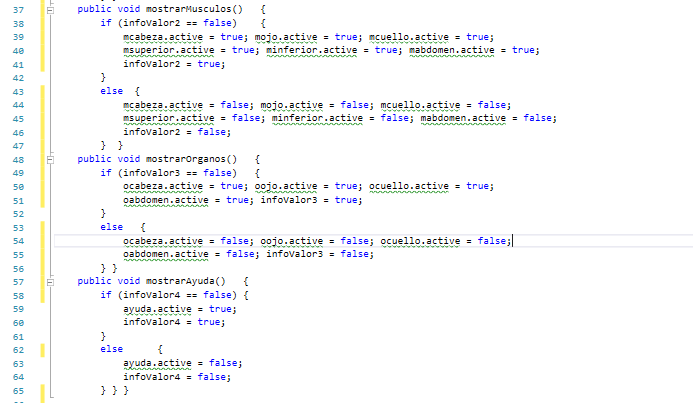 37 public void mostrarMusculos() {
38 if (infoValor2 == false) {
39 mcabeza.active = true; mojo.active = true; mcuello.active = true;
40 msuperior.active = true; minferior.active = true; mabdomen.active = true;
41 infoValor2 = true;
42 }
43 else {
44 mcabeza.active = false; mojo.active = false; mcuello.active = false;
45 msuperior.active = false; minferior.active = false; mabdomen.active = false;
46 infoValor2 = false;
47 } }
48 public void mostrarOrganos() {
49 if (infoValor3 == false) {
50 ocabeza.active = true; oojo.active = true; ocuello.active = true;
51 oabdomen.active = true; infoValor3 = true;
52 }
53 else {
54 ocabeza.active = false; oojo.active = false; ocuello.active = false;
55 oabdomen.active = false; infoValor3 = false;
56 } }
57 public void mostrarAyuda() {
58 if (infoValor4 == false) {
59 ayuda.active = true;
60 infoValor4 = true;
61 }
62 else {
63 ayuda.active = false;
64 infoValor4 = false;
65 } } }